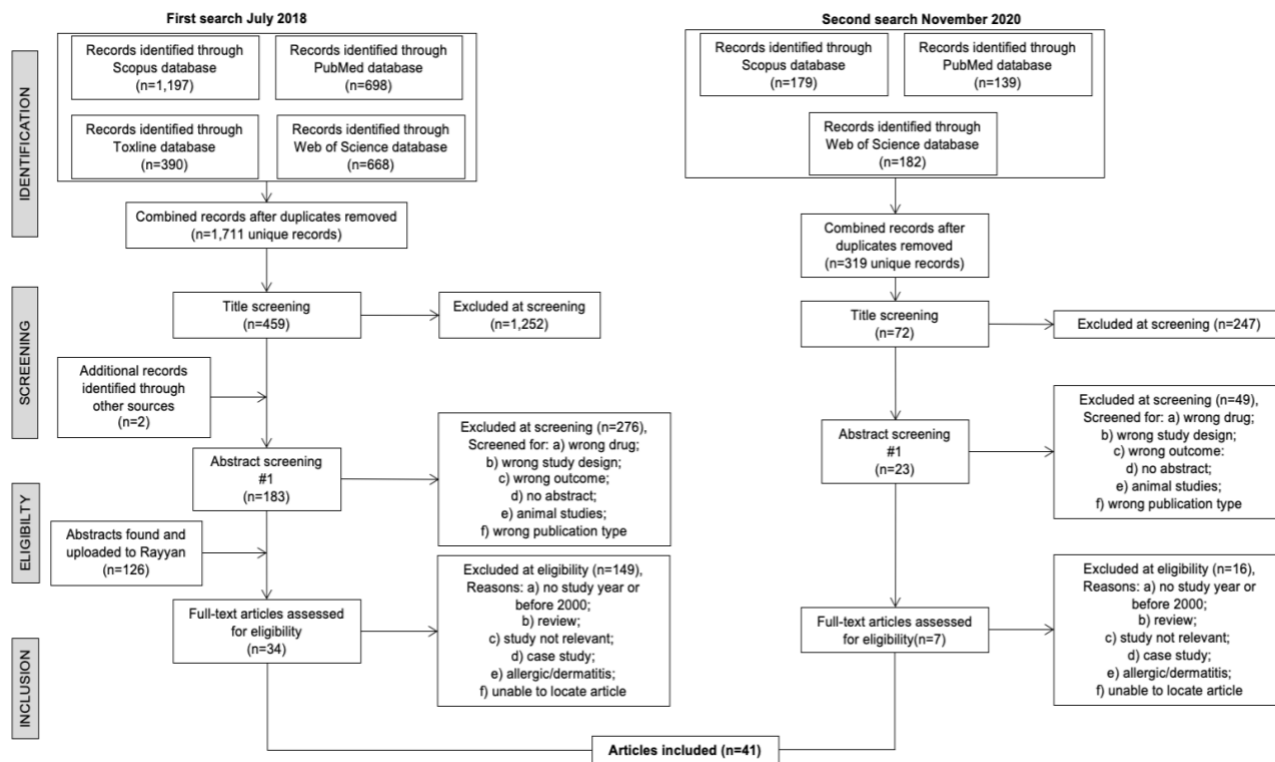 First search July 2018
Second search November 2020
IDENTIFICATION
Records identified through
Scopus database
(n=1,197)
Records identified through
PubMed database
(n=698)
Records identified through
Toxline database
(n=390)
Records identified through
Web of Science database
(n=668)
Records identified through
Scopus database
(n=179)
Records identified through
PubMed database
(n=139)
Records identified through
Web of Science database
(n=182)
Combined records after duplicates removed
(n=1,711 unique records)
Combined records after
duplicates removed
(n=319 unique records)
SCREENING
Title screening
(n=459)
Excluded at screening
(n=1,252)
Title screening
(n=72)
Excluded at screening (n=247)
Additional records
identified through
other sources
(n=2)
Abstract screening
#1
(n=183)
Excluded at screening (n=276),
Screened for: a) wrong drug;
b) wrong study design;
c) wrong outcome;
d) no abstract;
e) animal studies;
f) wrong publication type
Abstract screening
#1
(n=23)
Excluded at screening (n=49),
Screened for: a) wrong drug;
b) wrong study design;
c) wrong outcome:
d) no abstract;
e) animal studies;
f) wrong publication type
ELIGIBILTY
Abstracts found and
uploaded to Rayyan
(n=126)
Full-text articles assessed
for eligibility
(n=34)
Excluded at eligibility (n=149),
Reasons: a) no study year or
before 2000;
b) review;
c) study not relevant;
d) case study;
e) allergic/dermatitis;
f) unable to locate article
Full-text articles assessed
for eligibility(n=7)
Excluded at eligibility (n=16),
Reasons: a) no study year or
before 2000;
b) review;
c) study not relevant;
d) case study;
e) allergic/dermatitis;
f) unable to locate article
INCLUSION
Articles included (n=41)